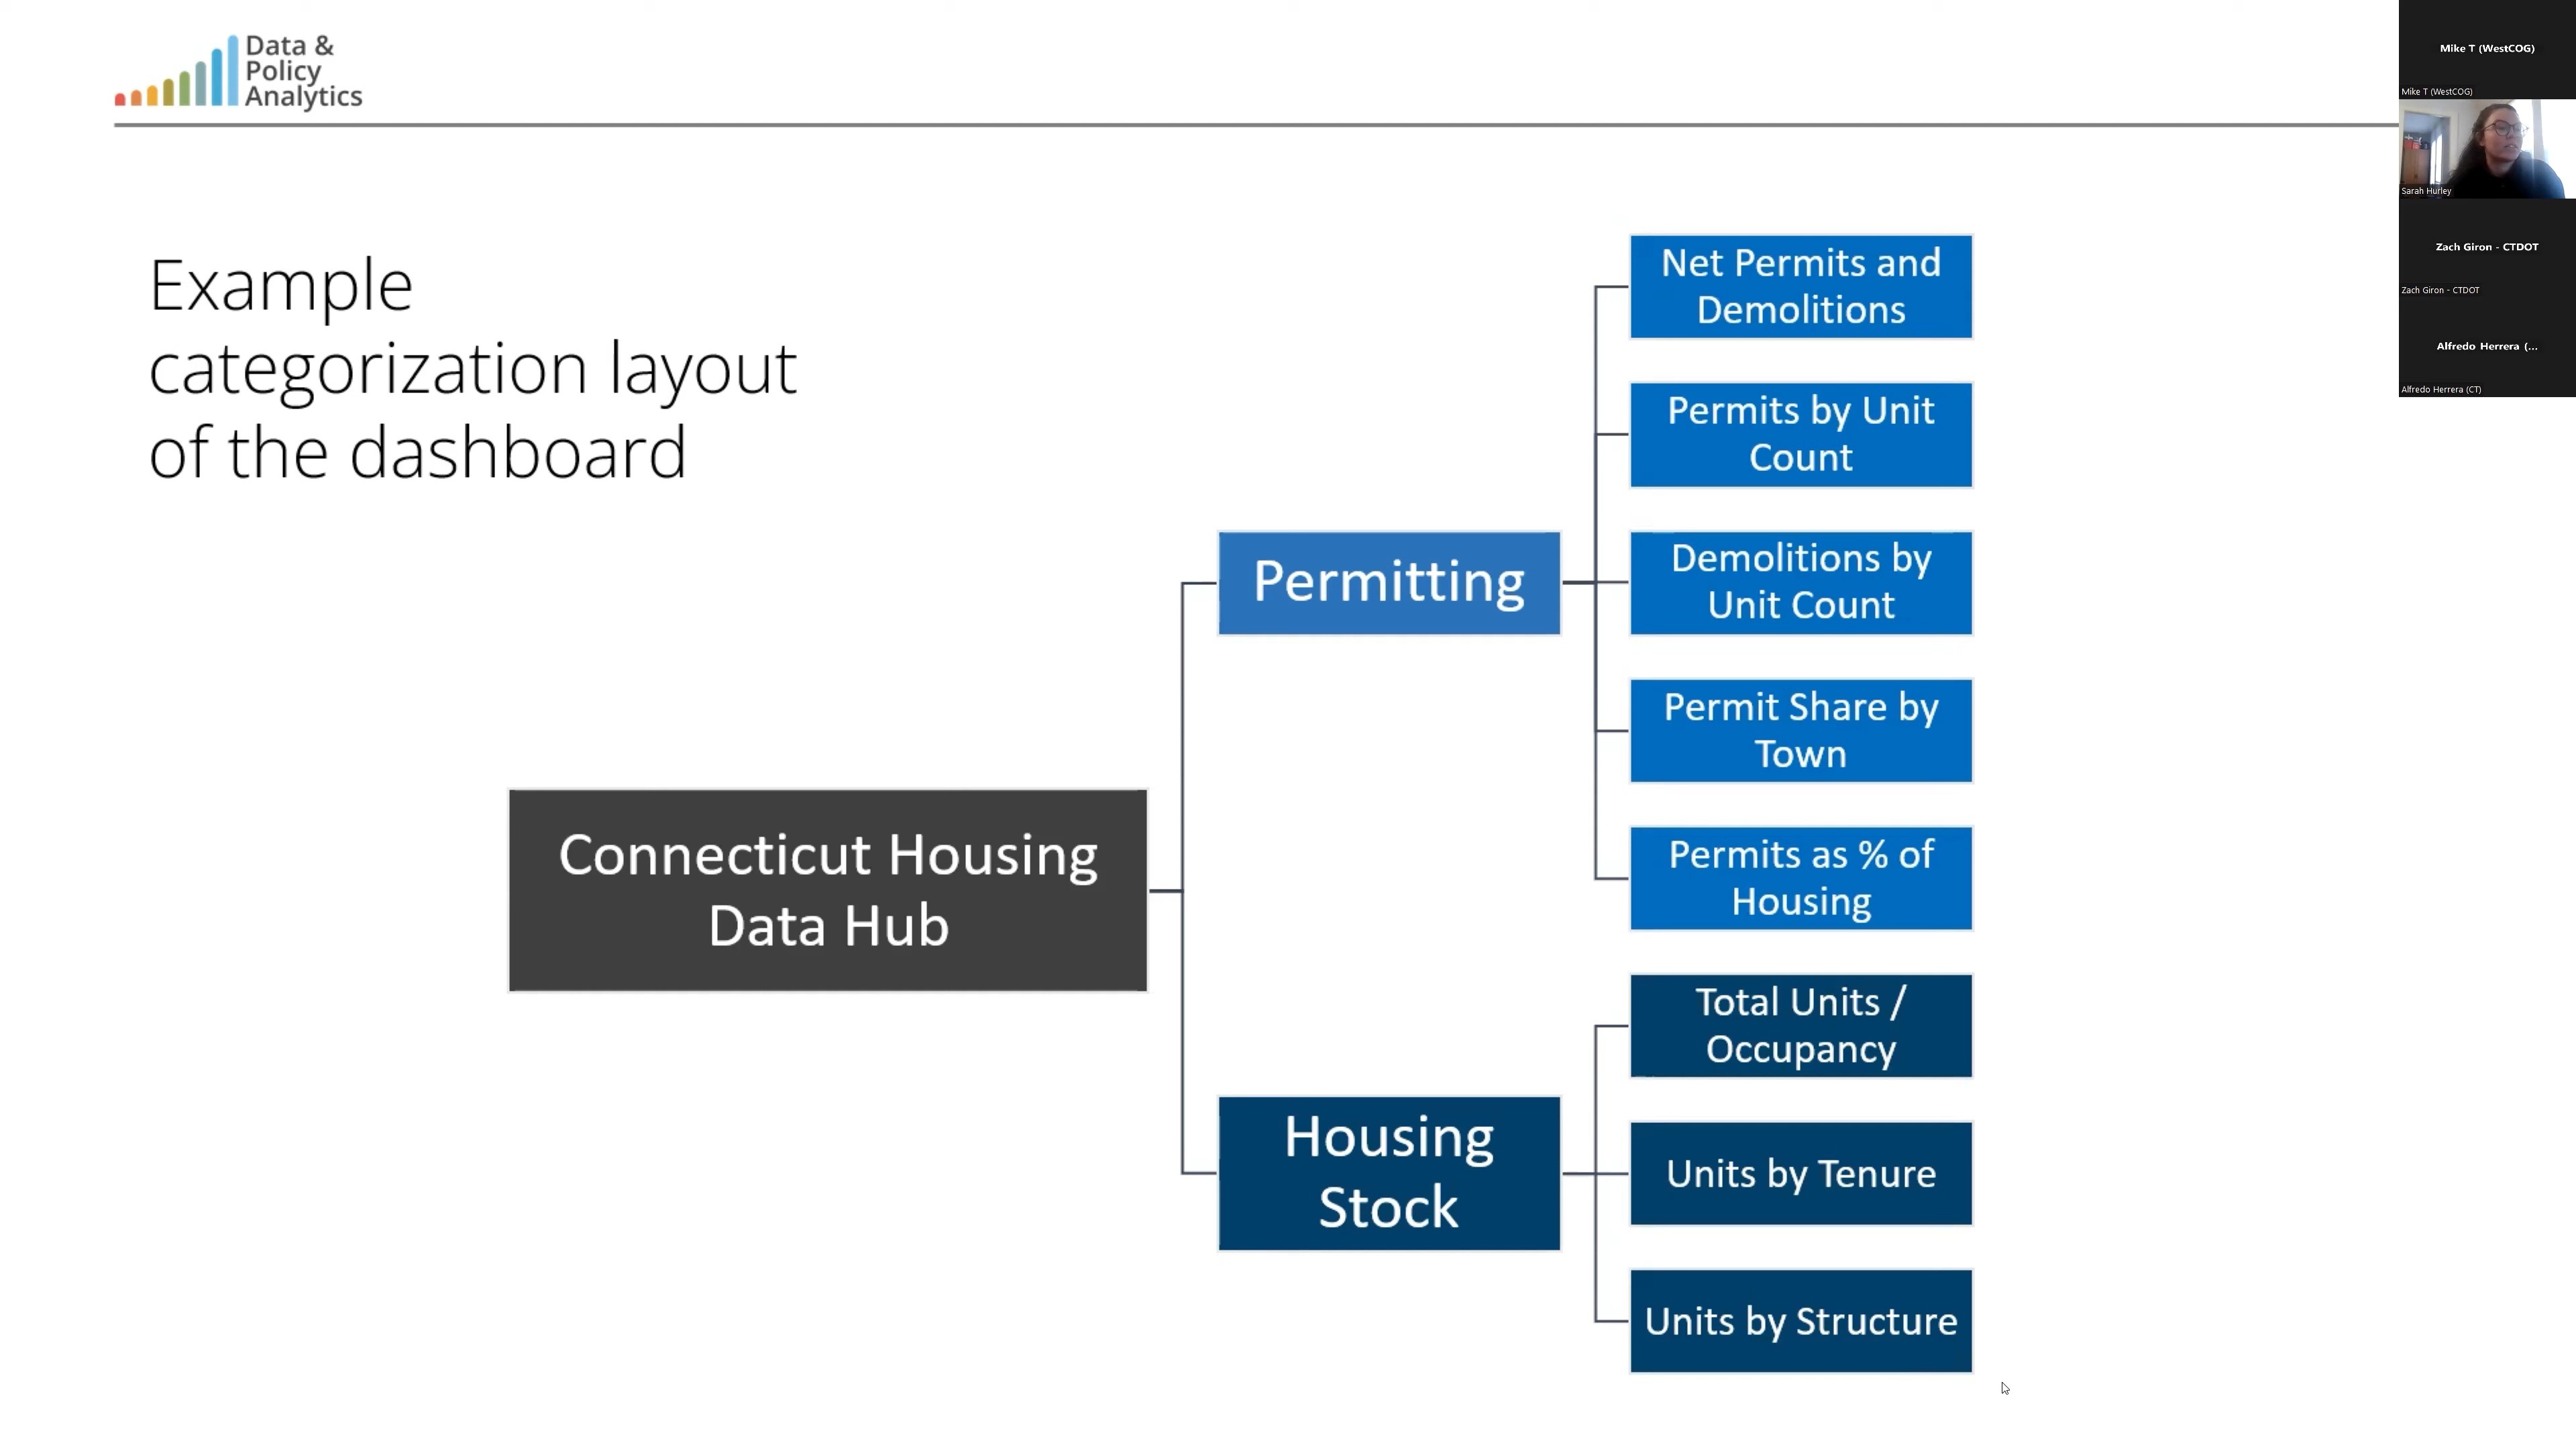 Data &
Policy
Analytics
Example
categorization layout
of the dashboard
Connecticut Housing
Data Hub
Permitting
Net Permits and
Demolitions
Permits by Unit
Count
Demolitions by
Unit Count
Permit Share by
Town
Permits as % of
Housing
Housing
Stock
Total Units /
Occupancy
Units by Tenure
Units by Structure
Mike T (WestCOG)
Mike T (WestCOG)
Sarah Hurley
Zach Giron - CTDOT
Zach Giron - CTDOT
Alfredo Herrera (...
Alfredo Herrera (CT)